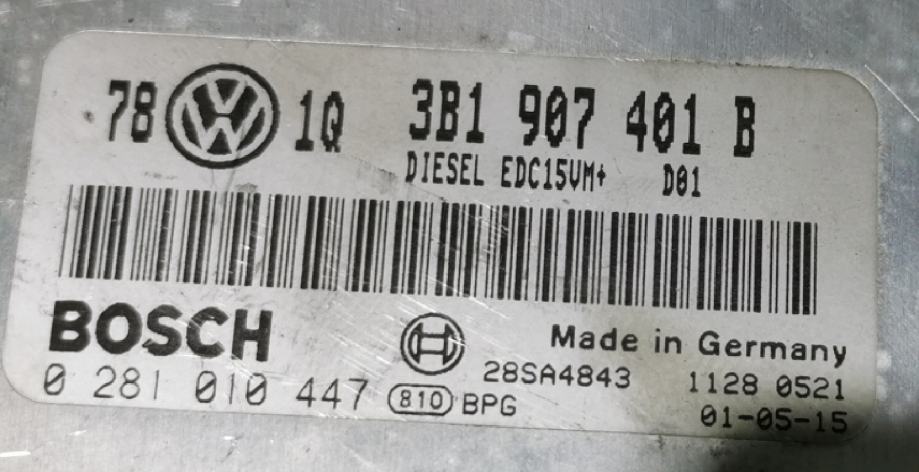 78 VW 1Q 3B1 907 401 B
DIESEL EDC15VM+ D01
BOSCH
Made in Germany
28SA4843 1128 0521
0 281 010 447 810 BPG
01-05-15